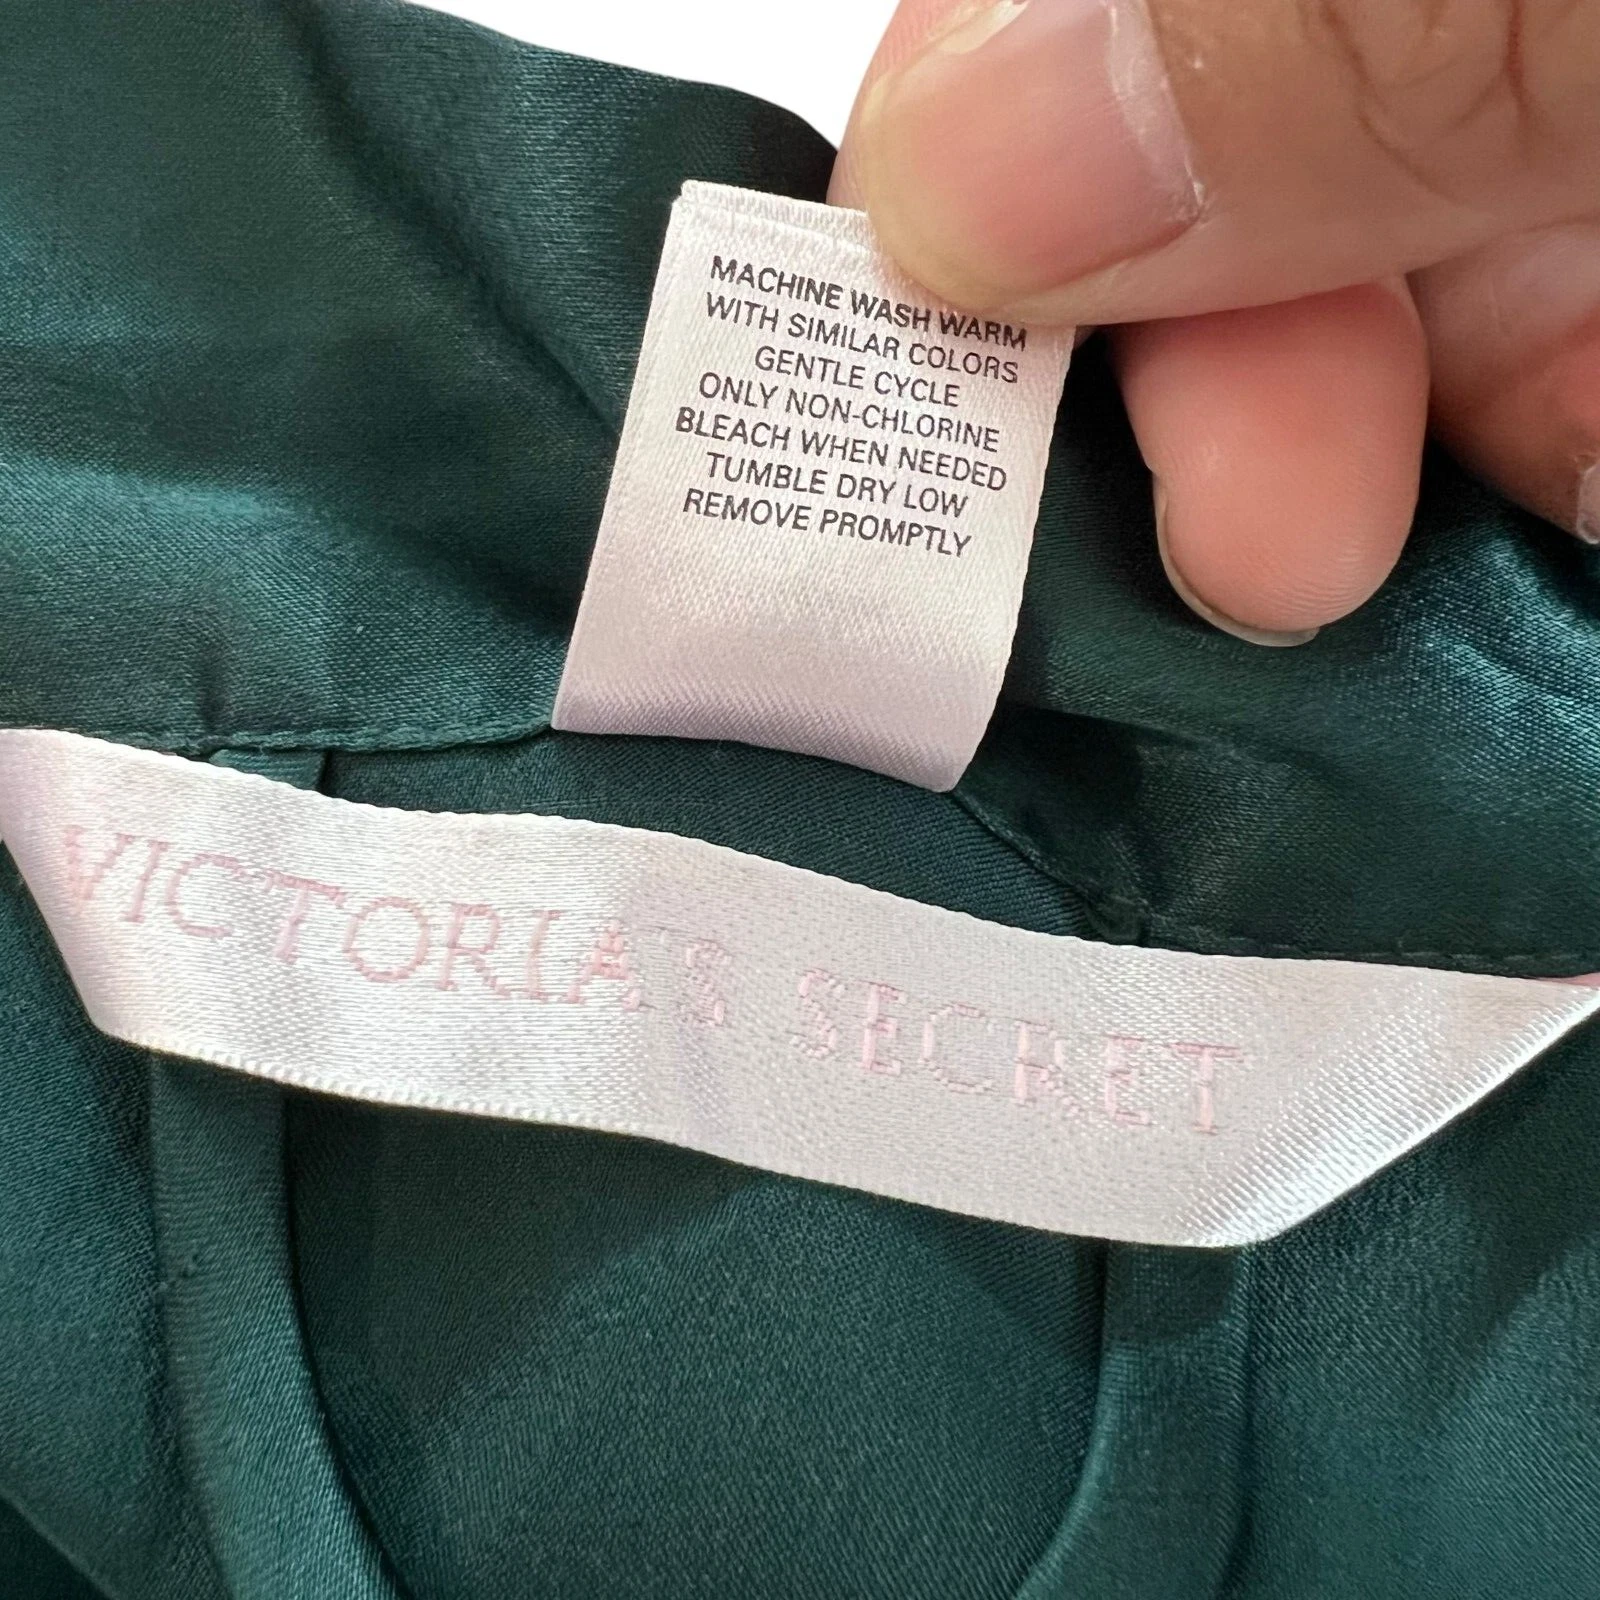 MACHINE WASH WARM
WITH SIMILAR COLORS
GENTLE CYCLE
ONLY NON-CHLORINE
BLEACH WHEN NEEDED
TUMBLE DRY LOW
REMOVE PROMPTLY
VICTORIA'S SECRET